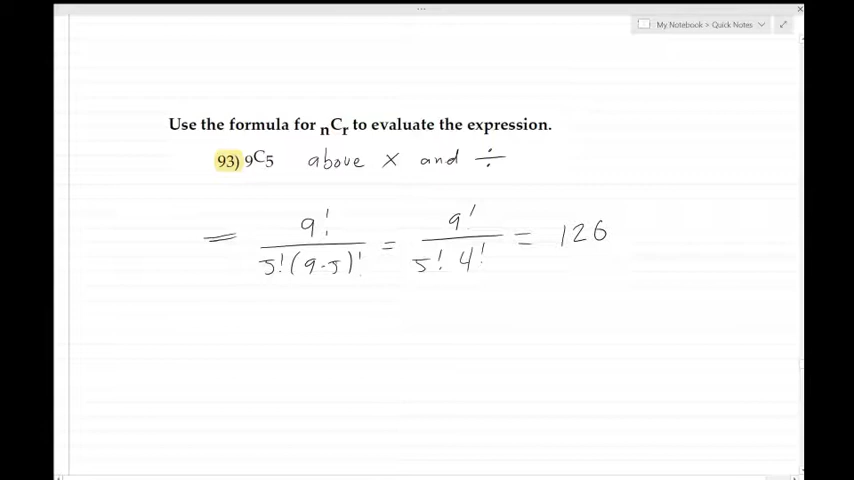 My Notebook > Quick Notes
Use the formula for nCr to evaluate the expression.
93) 9C5 above × and ÷
= 9! / 5!(9-5)! = 9! / 5! 4! = 126